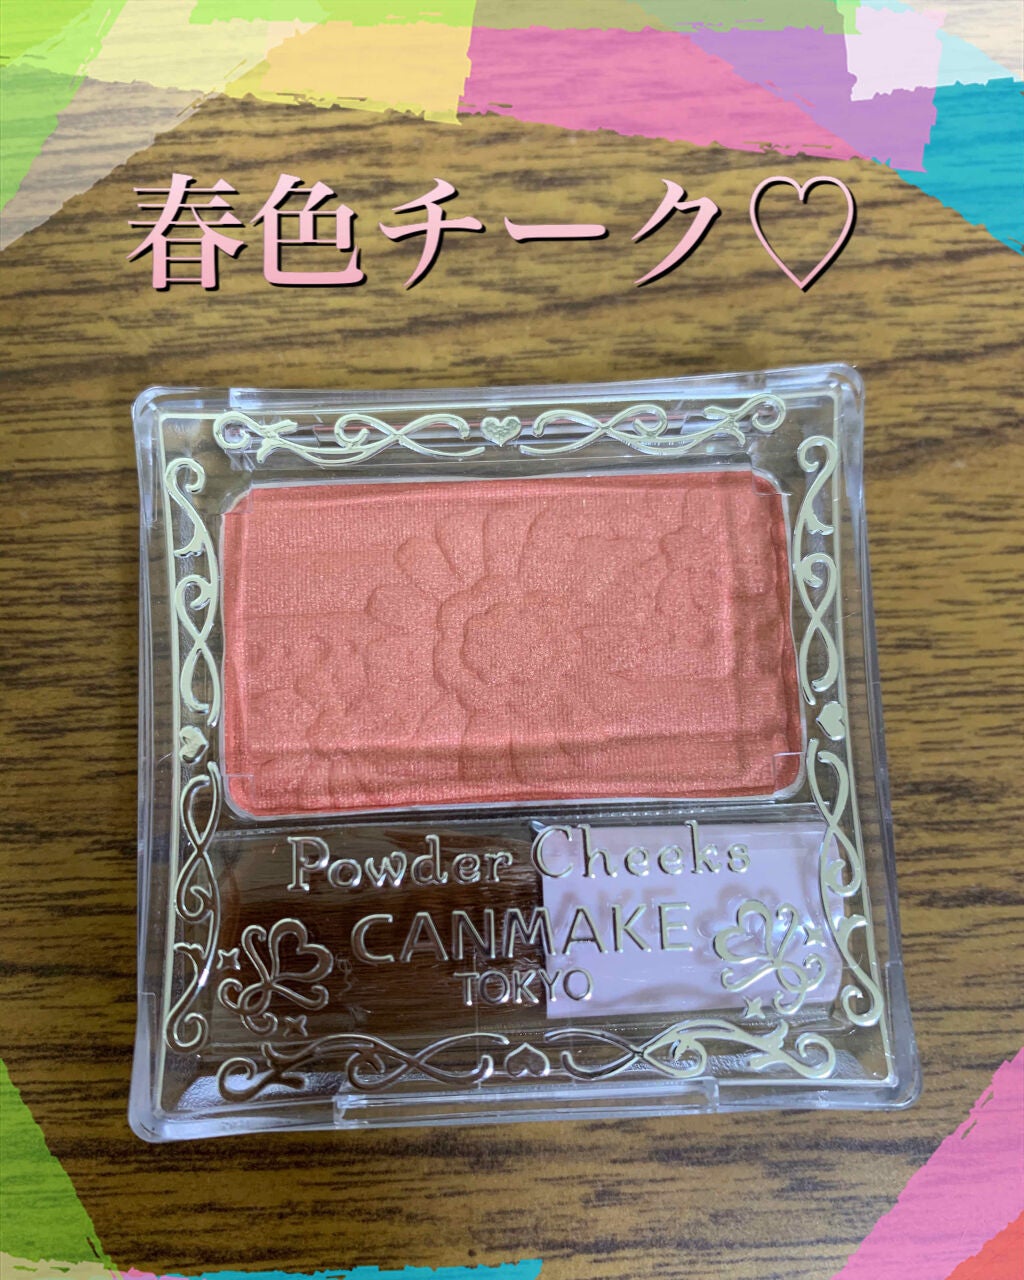 春色チーク♡
Powder Cheeks
CANMAKE
TOKYO